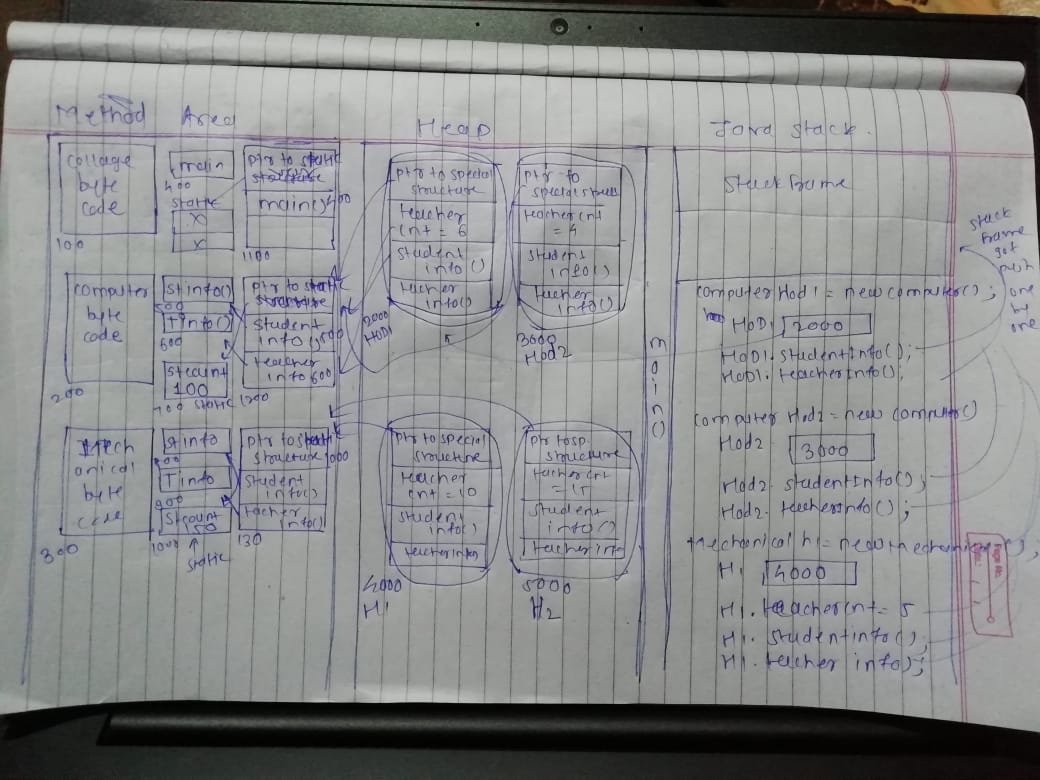 Method Area
Heap
Java stack.
collage
byte
code
100
main
400
static
X
X
ptr to static
structure
main() 400
1100
computer
byte
code
200
stinfo()
500
Tinfo()
600
stcount
100
700 static
ptr to static
structure
student
info() 500
teacher
info 600
1200
Mech
anical
byte
code
300
stinfo
800
Tinfo
900
stcount
50
1000
static
ptr to static
structure 1000
student
info()
tacher
info()
130
ptr to special
structure
teacher
cnt = 6
student
info()
tucher
info()
2000
HOD1
ptr to
special struct
teacher cnt
= 4
student
info()
tucher
info()
3000
Hod2
ptr to special
structure
teacher
cnt = 10
student
info()
teacher info
4000
H1
ptr to sp.
structure
teacher cnt
= 15
student
info()
teacher info
5000
H2
main()
Stack frame
stack
frame
got
push
one
by
one
computer Hod1 = new computer();
HoD1 2000
HoD1. studentInfo();
HoD1. teacherInfo();
computer Hod2 = new computer()
Hod2
3000
Hod2. studentInfo();
Hod2. teacherInfo();
Mechanical h1 = new mechanical();
H1 4000
H1. teachercnt = 5
H1. studentinfo();
H1. teacher info);